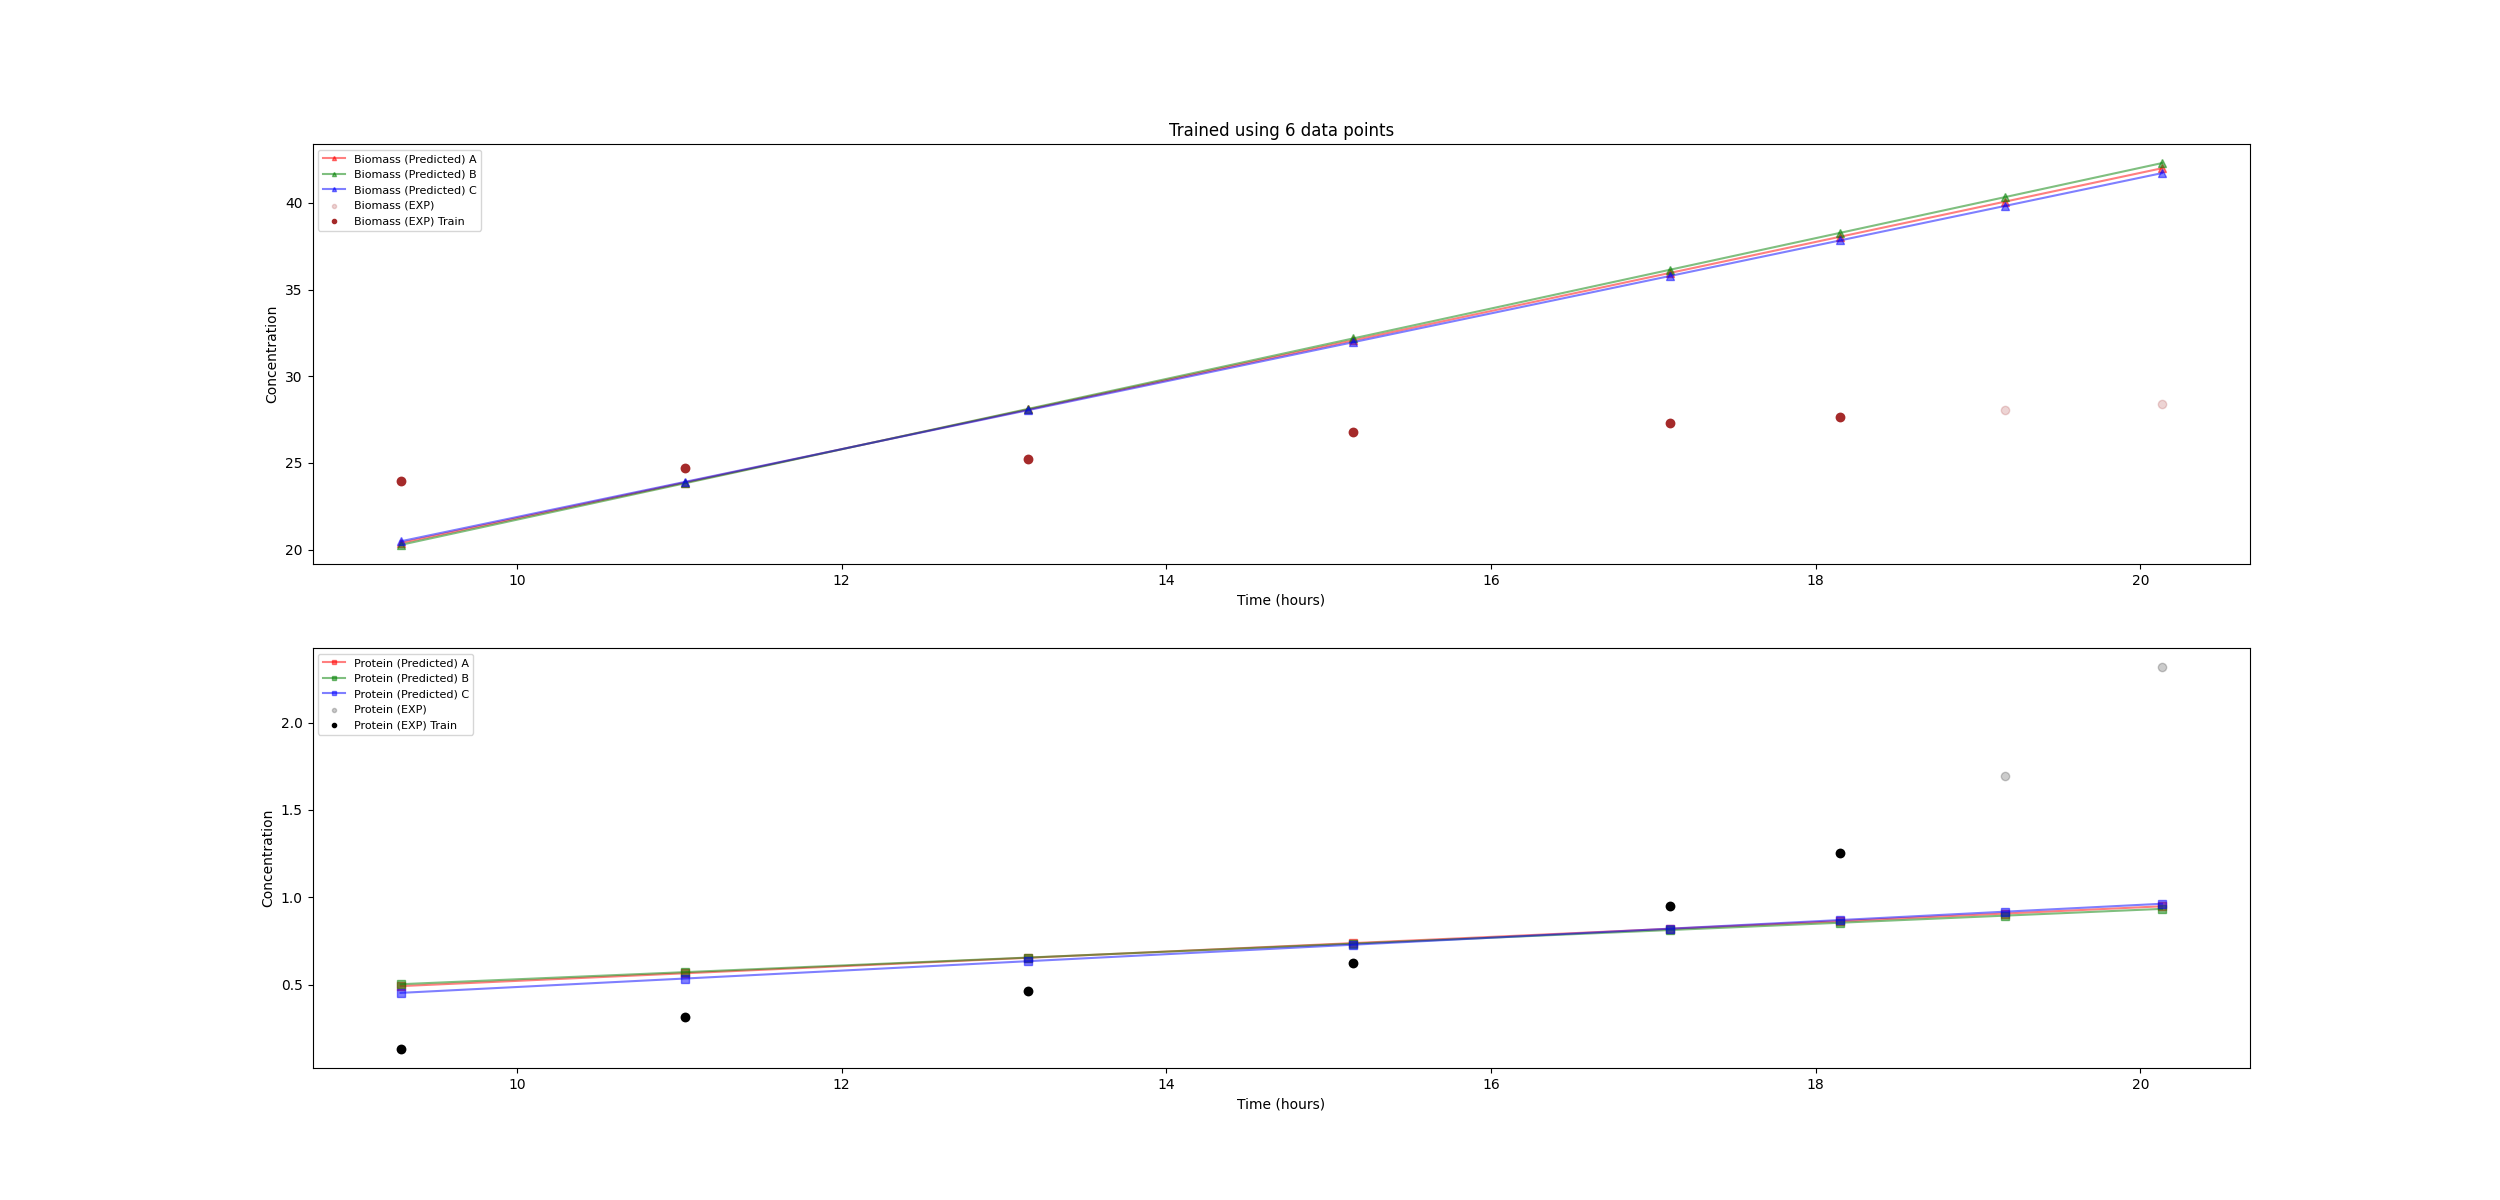 Trained using 6 data points
Biomass (Predicted) A
Biomass (Predicted) B
Biomass (Predicted) C
Biomass (EXP)
Biomass (EXP) Train
Concentration
40
35
30
25
20
10 12 14 16 18 20
Time (hours)
Protein (Predicted) A
Protein (Predicted) B
Protein (Predicted) C
Protein (EXP)
Protein (EXP) Train
Concentration
2.0
1.5
1.0
0.5
10 12 14 16 18 20
Time (hours)